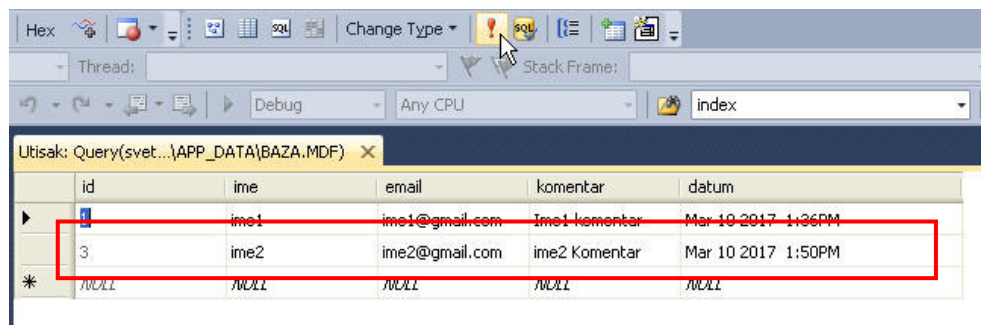 Hex SQL Change Type SQL
Thread: Stack Frame:
Debug Any CPU index
Utisak: Query(svet...\APP_DATA\BAZA.MDF)
id ime email komentar datum
1 ime1 ime1@gmail.com Ime1 komentar Mar 10 2017 1:36PM
3 ime2 ime2@gmail.com ime2 Komentar Mar 10 2017 1:50PM
NULL NULL NULL NULL NULL